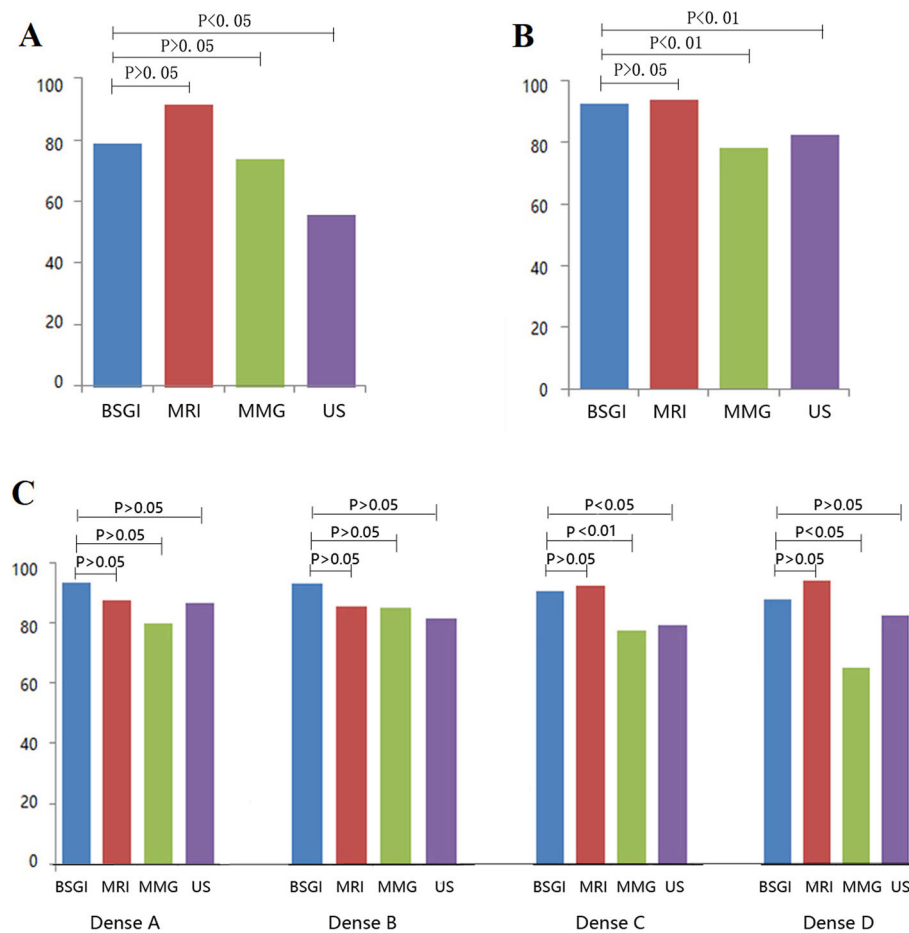 A
P<0.05
P>0.05
P>0.05
100
80
60
40
20
0
BSGI MRI MMG US
B
P<0.01
P<0.01
P>0.05
100
80
60
40
20
0
BSGI MRI MMG US
C
P>0.05
P>0.05
P>0.05
P>0.05
P>0.05
P>0.05
P<0.05
P<0.01
P>0.05
P>0.05
P<0.05
P>0.05
100
80
60
40
20
0
BSGI MRI MMG US BSGI MRI MMG US BSGI MRI MMG US BSGI MRI MMG US
Dense A Dense B Dense C Dense D